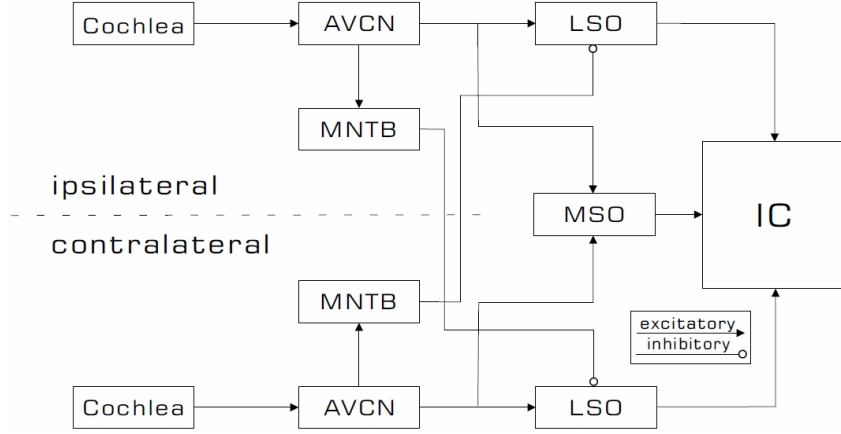 Cochlea
AVCN
LSO
MNTB
ipsilateral
MSO
IC
contralateral
MNTB
excitatory
inhibitory
Cochlea
AVCN
LSO